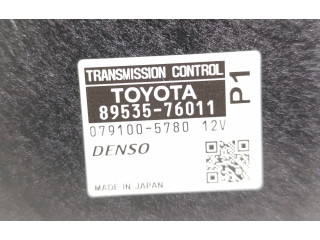 TRANSMISSION CONTROL
TOYOTA
89535-76011
P1
079100-5780 12V
DENSO
MADE IN JAPAN